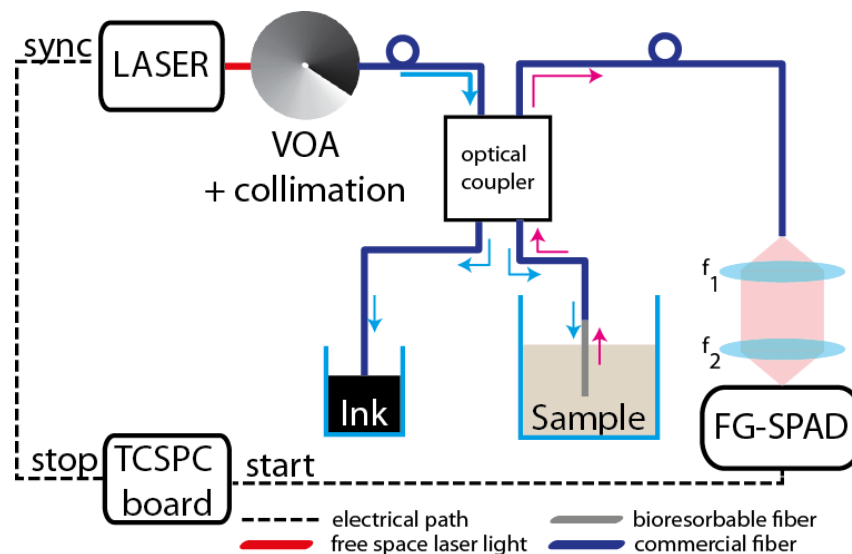 sync
LASER
VOA
+ collimation
optical
coupler
f1
f2
Ink
Sample
FG-SPAD
stop
TCSPC
board
start
electrical path
bioresorbable fiber
free space laser light
commercial fiber